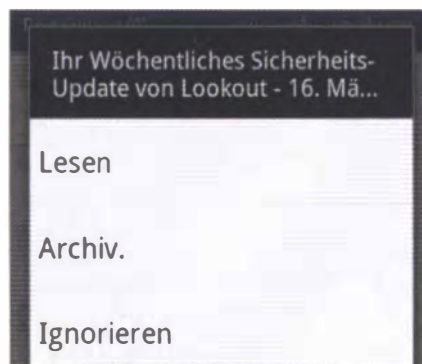 Ihr Wöchentliches Sicherheits-
Update von Lookout - 16. Mä...
Lesen
Archiv.
Ignorieren